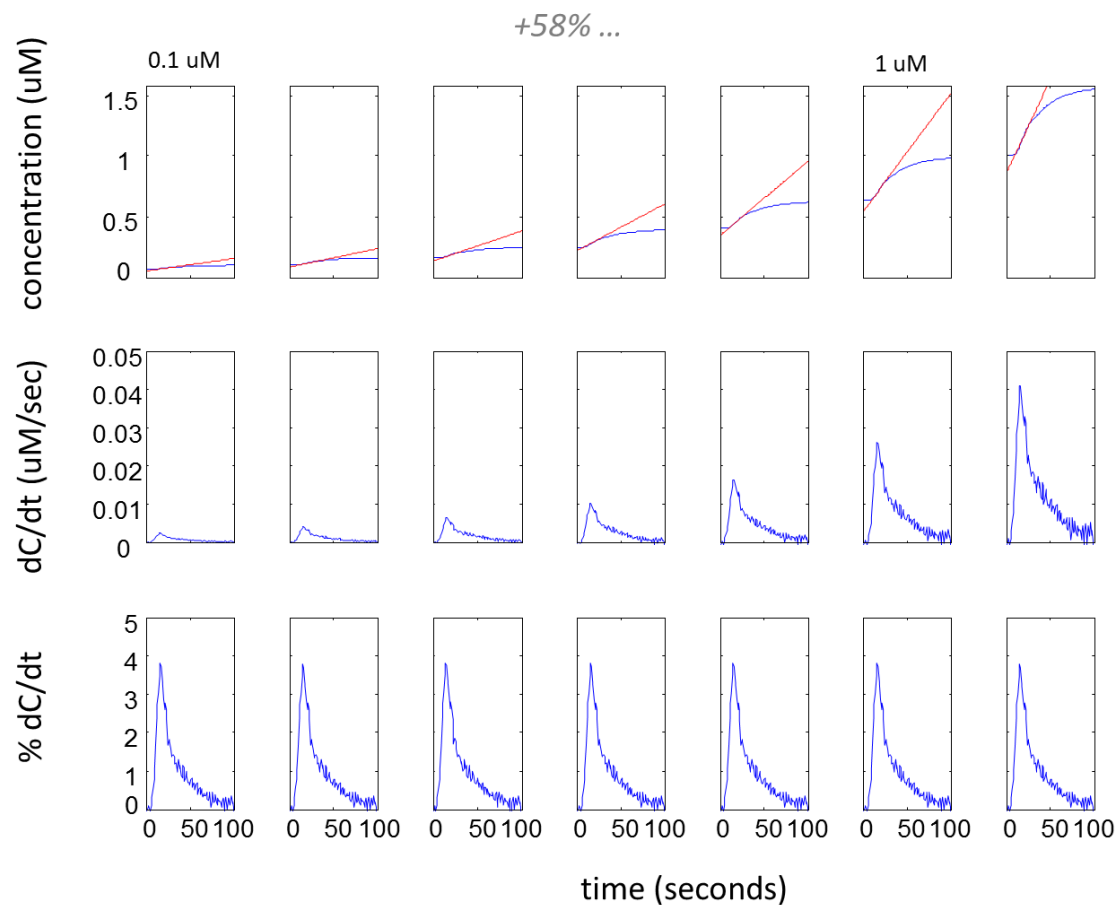 +58% ...
0.1 uM
1 uM
concentration (uM)
1.5
1
0.5
0
dC/dt (uM/sec)
0.05
0.04
0.03
0.02
0.01
0
% dC/dt
5
4
3
2
1
0
0 50 100 0 50 100 0 50 100 0 50 100 0 50 100 0 50 100 0 50 100
time (seconds)